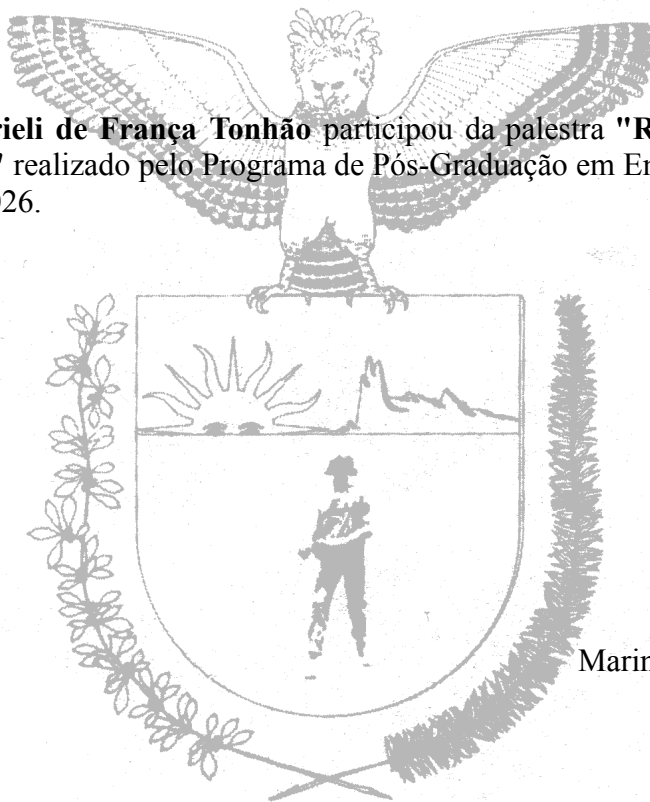 rieli de França Tonhão participou da palestra "R
" realizado pelo Programa de Pós-Graduação em En
026.
Marin